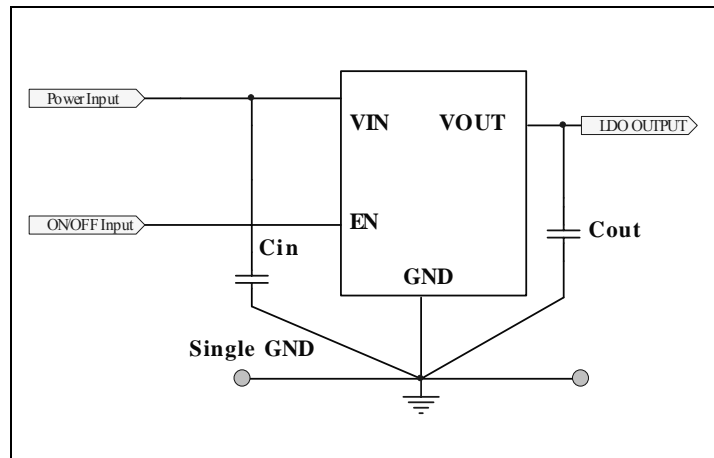 Power Input
VIN
VOUT
LDO OUTPUT
ON/OFF Input
EN
Cin
Cout
GND
Single GND